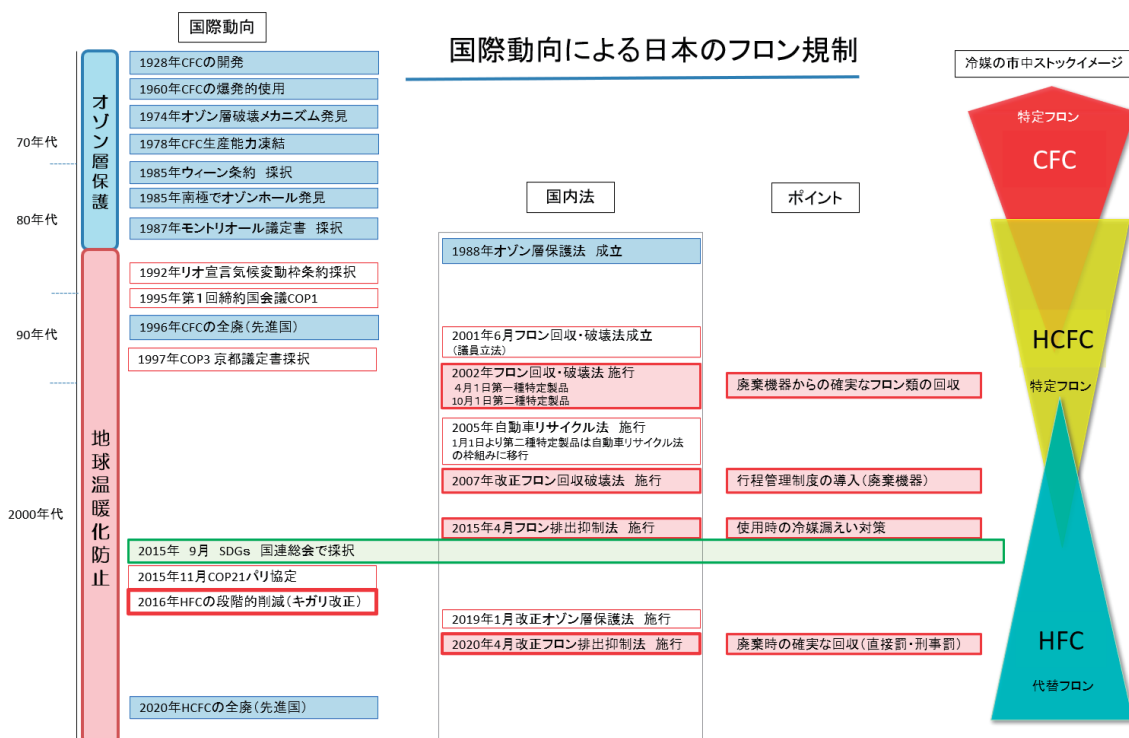 国際動向による日本のフロン規制
国際動向
オゾン層保護
地球温暖化防止
70年代
80年代
90年代
2000年代
1928年CFCの開発
1960年CFCの爆発的使用
1974年オゾン層破壊メカニズム発見
1978年CFC生産能力凍結
1985年ウィーン条約 採択
1985年南極でオゾンホール発見
1987年モントリオール議定書 採択
1992年リオ宣言気候変動枠条約採択
1995年第1回締約国会議COP1
1996年CFCの全廃(先進国)
1997年COP3 京都議定書採択
2015年 9月 SDGs 国連総会で採択
2015年11月COP21パリ協定
2016年HFCの段階的削減(キガリ改正)
2020年HCFCの全廃(先進国)
国内法
1988年オゾン層保護法 成立
2001年6月フロン回収・破壊法成立
(議員立法)
2002年フロン回収・破壊法 施行
4月1日第一種特定製品
10月1日第二種特定製品
2005年自動車リサイクル法 施行
1月1日より第二種特定製品は自動車リサイクル法
の枠組みに移行
2007年改正フロン回収破壊法 施行
2015年4月フロン排出抑制法 施行
2019年1月改正オゾン層保護法 施行
2020年4月改正フロン排出抑制法 施行
ポイント
廃棄機器からの確実なフロン類の回収
行程管理制度の導入(廃棄機器)
使用時の冷媒漏えい対策
廃棄時の確実な回収(直接罰・刑事罰)
冷媒の市中ストックイメージ
特定フロン
CFC
HCFC
特定フロン
HFC
代替フロン